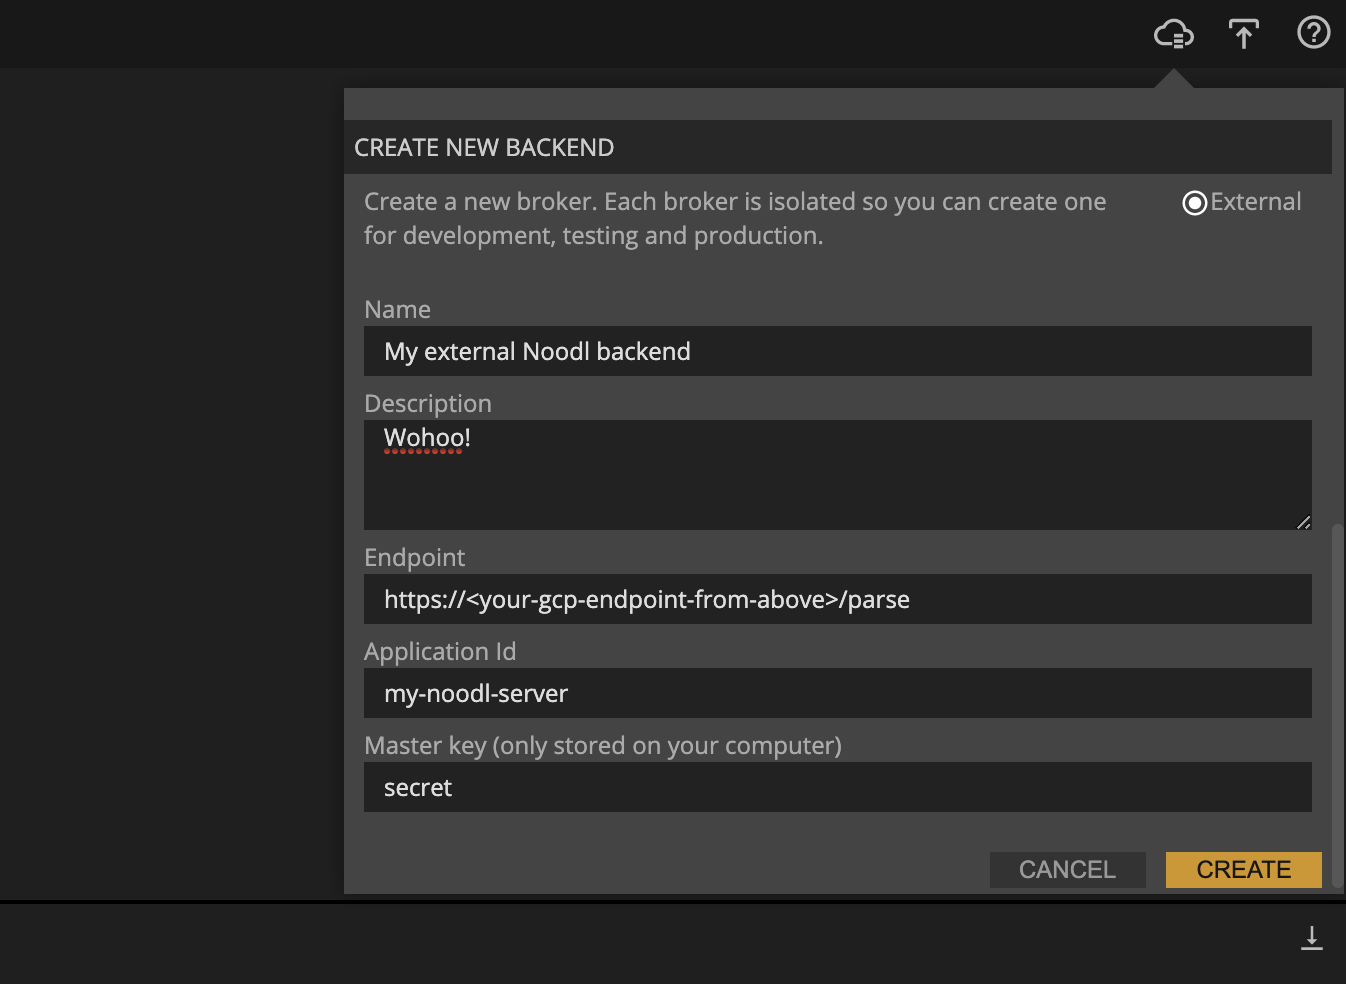 CREATE NEW BACKEND
Create a new broker. Each broker is isolated so you can create one
for development, testing and production.
External
Name
My external Noodl backend
Description
Wohoo!
Endpoint
https://<your-gcp-endpoint-from-above>/parse
Application Id
my-noodl-server
Master key (only stored on your computer)
secret
CANCEL
CREATE